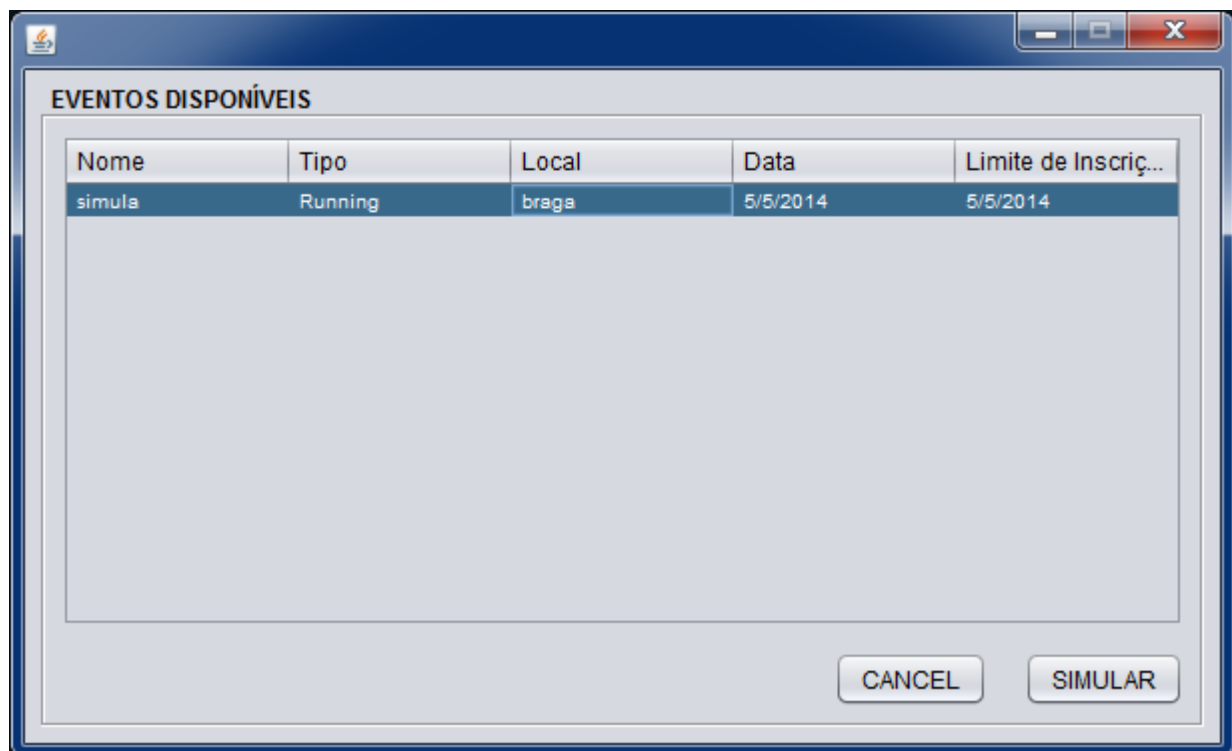 EVENTOS DISPONÍVEIS
Nome Tipo Local Data Limite de Inscriç...
simula Running braga 5/5/2014 5/5/2014
CANCEL SIMULAR